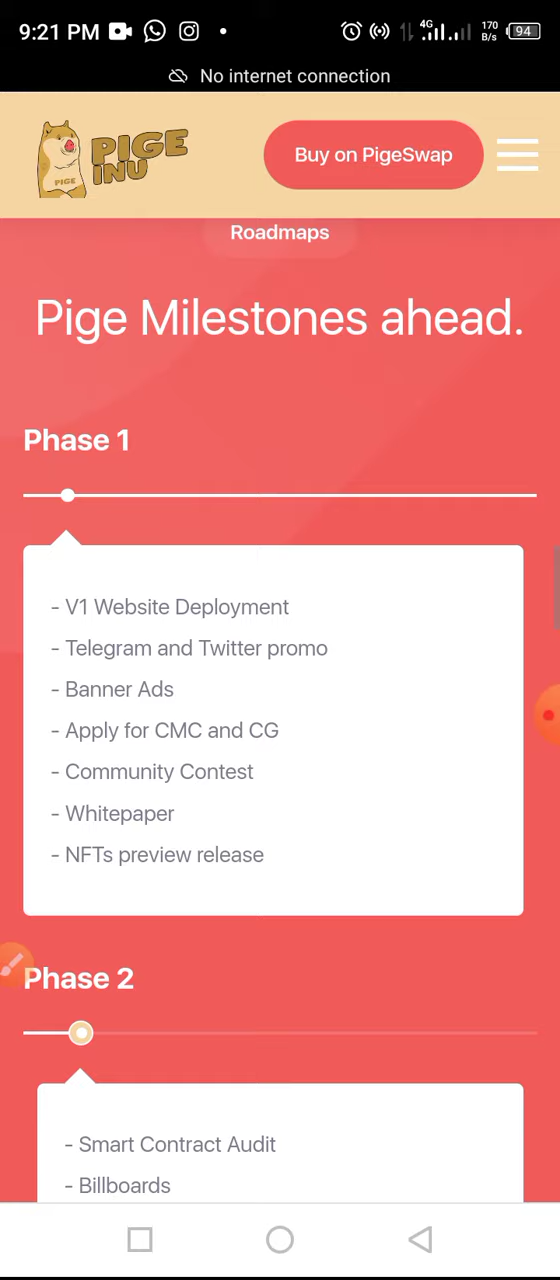 9:21 PM
4G
170
B/s
94
No internet connection
PIGE
INU
PIGE
Buy on PigeSwap
Roadmaps
Pige Milestones ahead.
Phase 1
- V1 Website Deployment
- Telegram and Twitter promo
- Banner Ads
- Apply for CMC and CG
- Community Contest
- Whitepaper
- NFTs preview release
Phase 2
- Smart Contract Audit
- Billboards